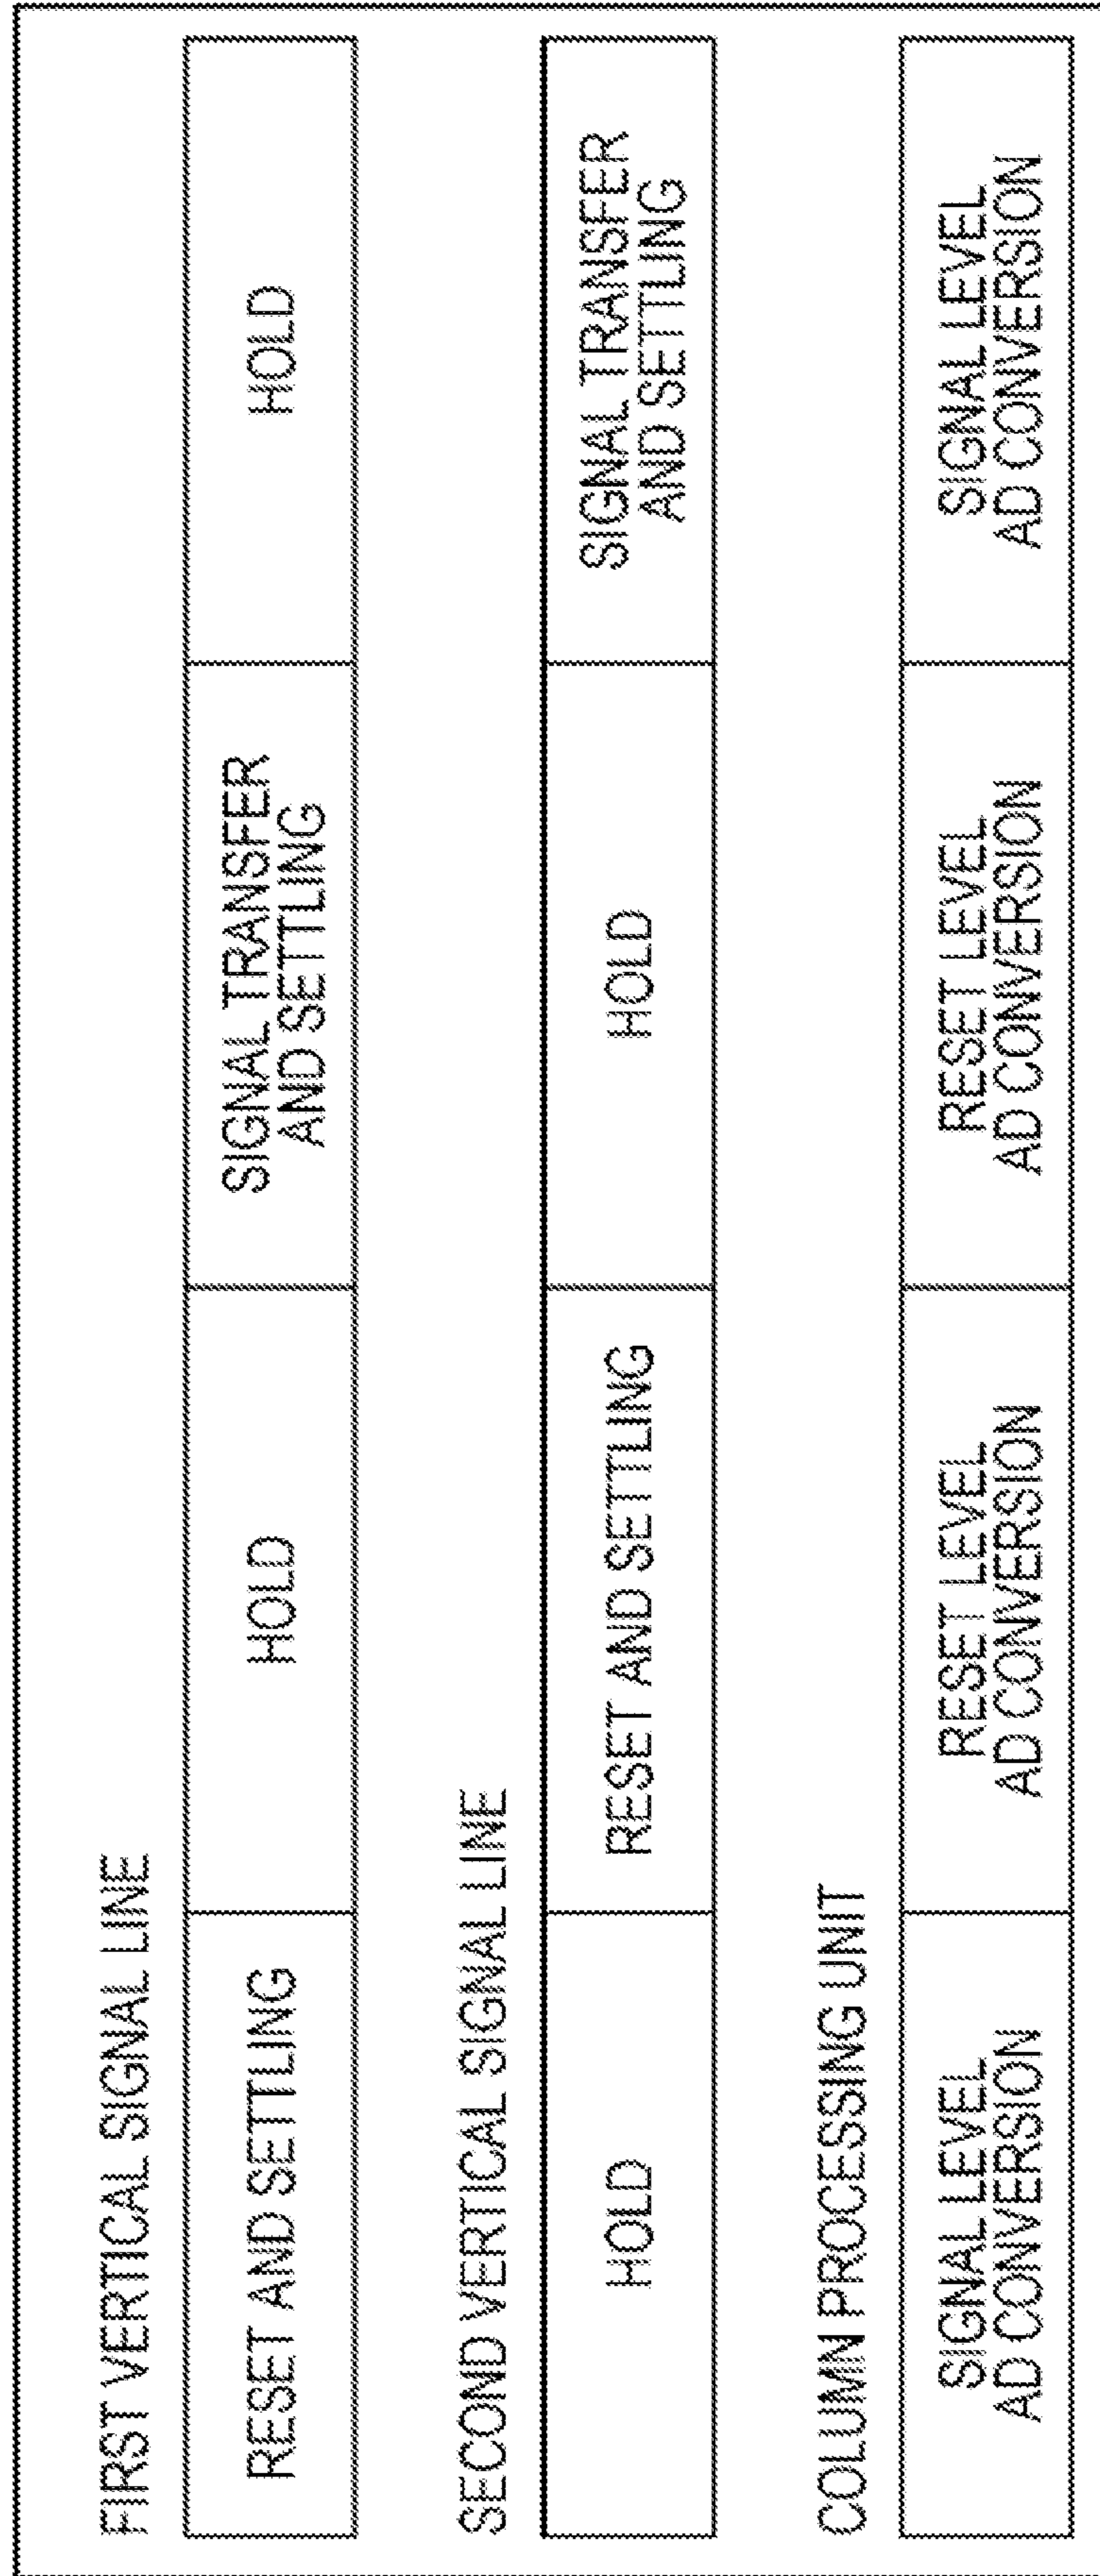 FIRST VERTICAL SIGNAL LINE
RESET AND SETTLING
HOLD
SIGNAL TRANSFER
AND SETTLING
HOLD
SECOND VERTICAL SIGNAL LINE
HOLD
RESET AND SETTLING
HOLD
SIGNAL TRANSFER
AND SETTLING
COLUMN PROCESSING UNIT
SIGNAL LEVEL
AD CONVERSION
RESET LEVEL
AD CONVERSION
RESET LEVEL
AD CONVERSION
SIGNAL LEVEL
AD CONVERSION